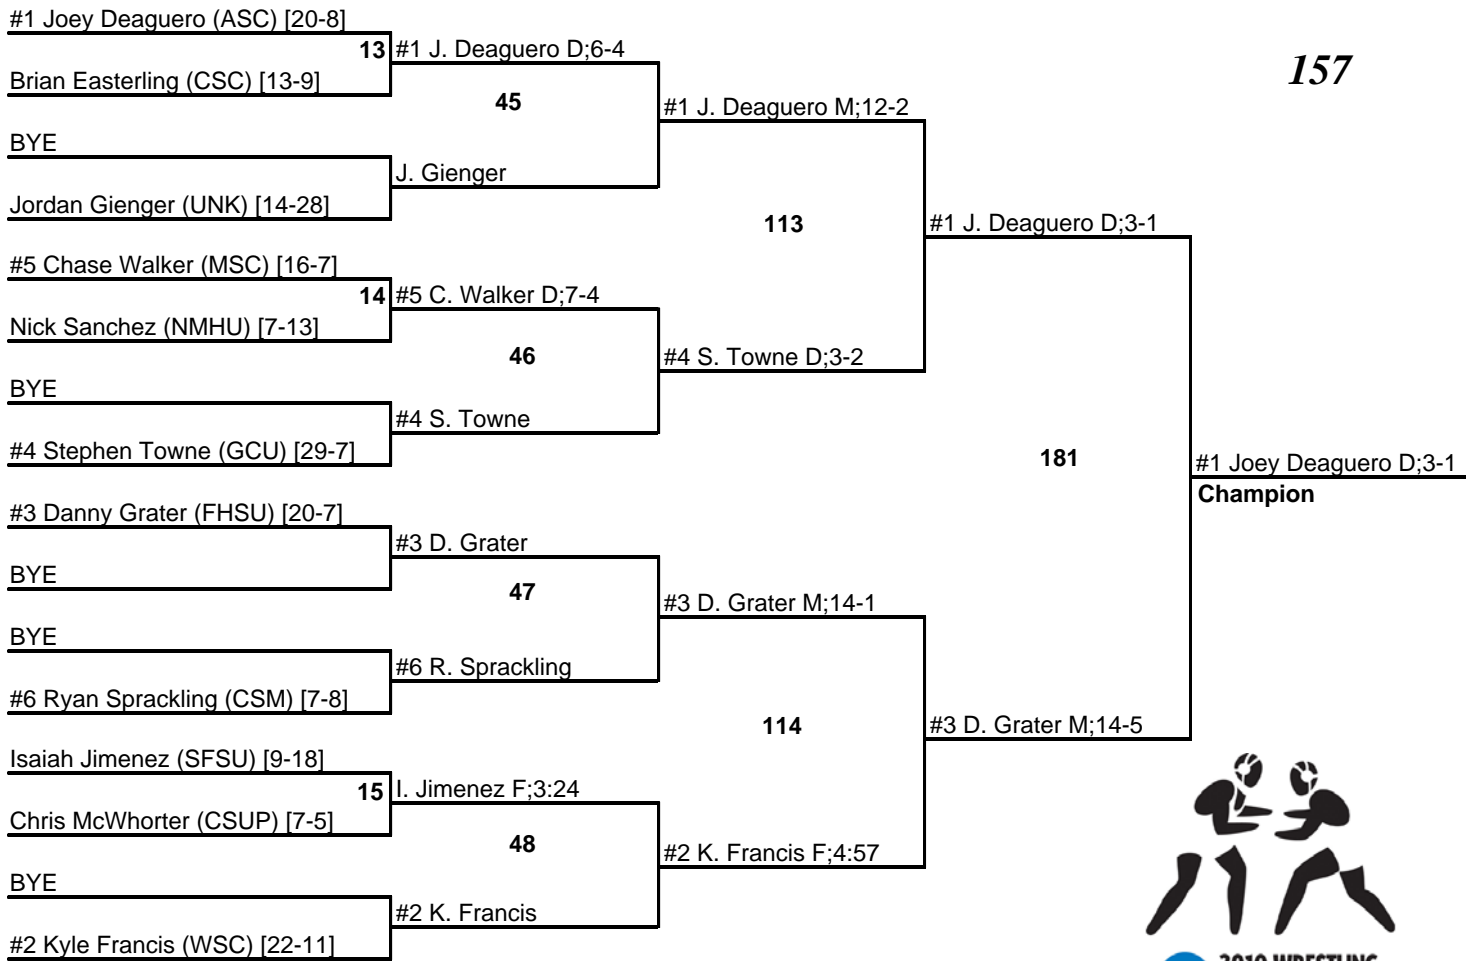 #1 Joey Deaguero (ASC) [20-8]
13 #1 J. Deaguero D;6-4
157
Brian Easterling (CSC) [13-9]
45
#1 J. Deaguero M;12-2
BYE
J. Gienger
Jordan Gienger (UNK) [14-28]
113
#1 J. Deaguero D;3-1
#5 Chase Walker (MSC) [16-7]
14 #5 C. Walker D;7-4
Nick Sanchez (NMHU) [7-13]
46
#4 S. Towne D;3-2
BYE
#4 S. Towne
#4 Stephen Towne (GCU) [29-7]
181
#1 Joey Deaguero D;3-1
Champion
#3 Danny Grater (FHSU) [20-7]
#3 D. Grater
BYE
47
#3 D. Grater M;14-1
BYE
#6 R. Sprackling
#6 Ryan Sprackling (CSM) [7-8]
114
#3 D. Grater M;14-5
Isaiah Jimenez (SFSU) [9-18]
15 I. Jimenez F;3:24
Chris McWhorter (CSUP) [7-5]
48
#2 K. Francis F;4:57
BYE
#2 K. Francis
#2 Kyle Francis (WSC) [22-11]
2010 WRESTLING